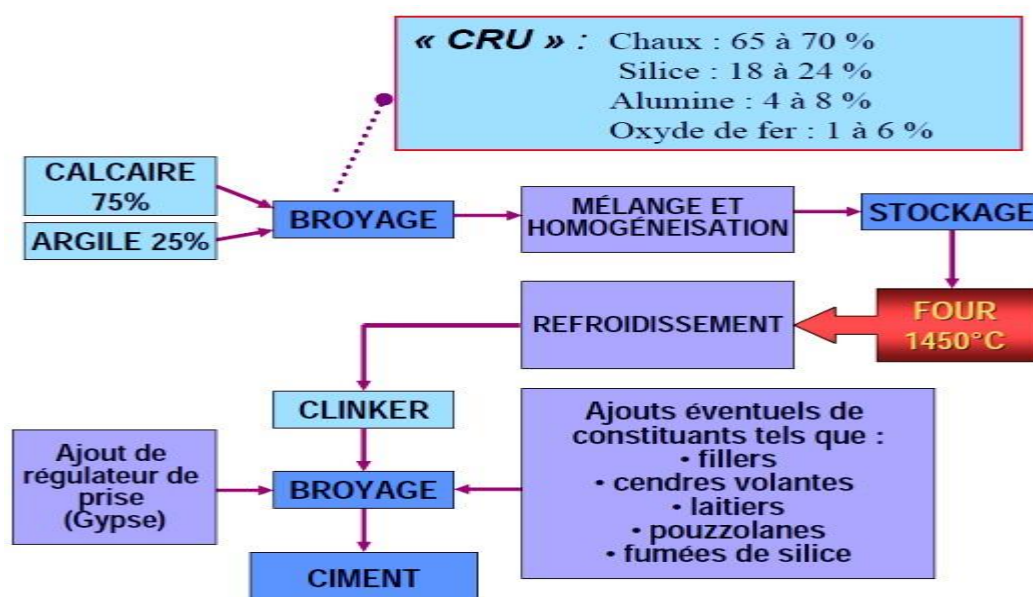 « CRU » : Chaux : 65 à 70 %
Silice : 18 à 24 %
Alumine : 4 à 8 %
Oxyde de fer : 1 à 6 %
CALCAIRE
75%
ARGILE 25%
BROYAGE
MÉLANGE ET
HOMOGÉNEISATION
STOCKAGE
FOUR
1450°C
REFROIDISSEMENT
CLINKER
Ajout de
régulateur de
prise
(Gypse)
BROYAGE
Ajouts éventuels de
constituants tels que :
• fillers
• cendres volantes
• laitiers
• pouzzolanes
• fumées de silice
CIMENT